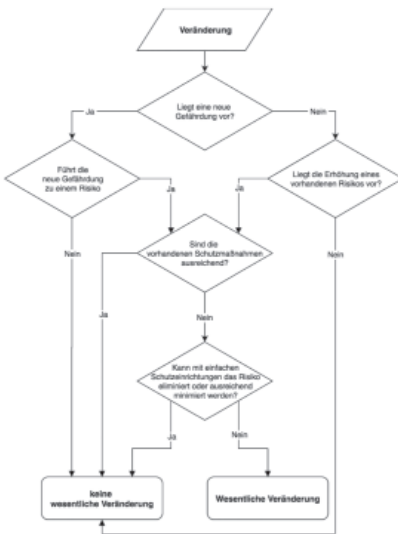 Veränderung
Liegt eine neue
Gefährdung vor?
Ja
Nein
Führt die
neue Gefährdung
zu einem Risiko
Liegt die Erhöhung eines
vorhandenen Risikos vor?
Ja
Ja
Sind die
vorhandenen Schutzmaßnahmen
ausreichend?
Nein
Nein
Ja
Nein
Kann mit einfachen
Schutzeinrichtungen das Risiko
eliminiert oder ausreichend
minimiert werden?
Ja
Nein
keine
wesentliche Veränderung
Wesentliche Veränderung